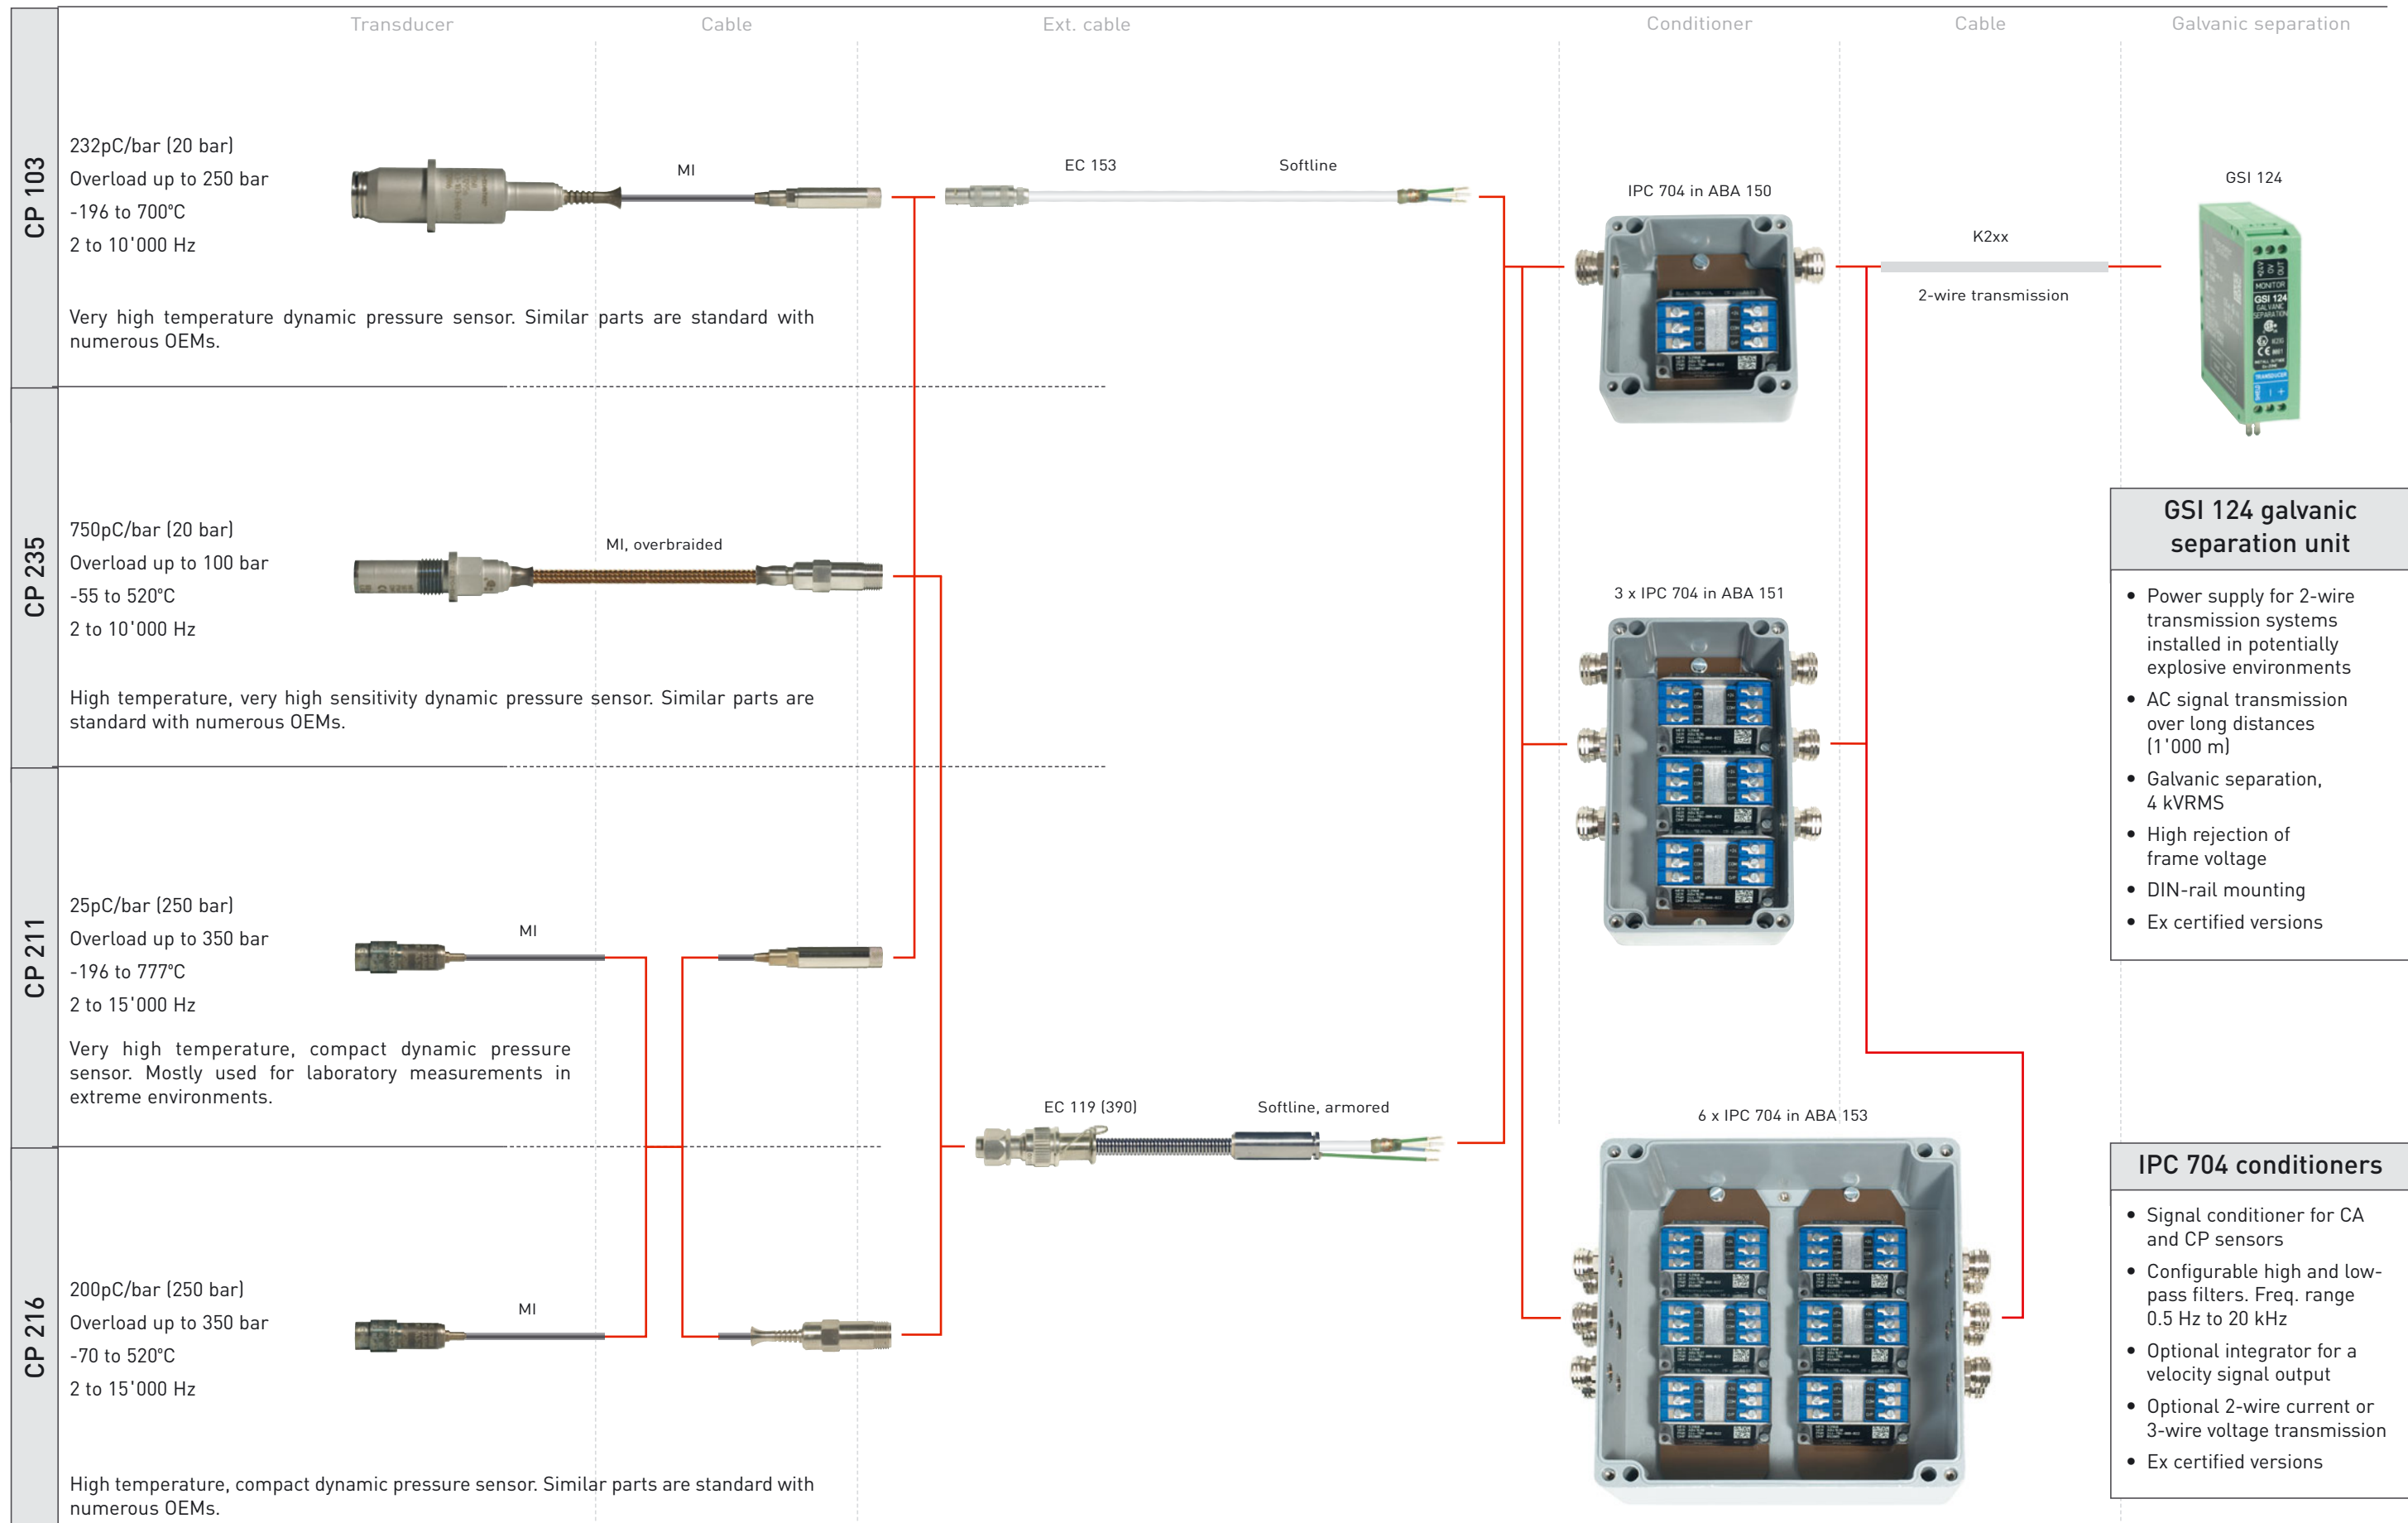 Transducer
Cable
Ext. cable
Conditioner
Cable
Galvanic separation
CP 103
232pC/bar (20 bar)
Overload up to 250 bar
-196 to 700°C
2 to 10'000 Hz
MI
EC 153
Softline
IPC 704 in ABA 150
K2xx
2-wire transmission
GSI 124
+24V
0V
OUT
MONITOR
GSI 124
GALVANIC
SEPARATION
TRANSDUCER
Very high temperature dynamic pressure sensor. Similar parts are standard with
numerous OEMs.
CP 235
750pC/bar (20 bar)
Overload up to 100 bar
-55 to 520°C
2 to 10'000 Hz
MI, overbraided
3 x IPC 704 in ABA 151
High temperature, very high sensitivity dynamic pressure sensor. Similar parts are
standard with numerous OEMs.
GSI 124 galvanic
separation unit
• Power supply for 2-wire
transmission systems
installed in potentially
explosive environments
• AC signal transmission
over long distances
(1'000 m)
• Galvanic separation,
4 kVRMS
• High rejection of
frame voltage
• DIN-rail mounting
• Ex certified versions
CP 211
25pC/bar (250 bar)
Overload up to 350 bar
-196 to 777°C
2 to 15'000 Hz
MI
Very high temperature, compact dynamic pressure
sensor. Mostly used for laboratory measurements in
extreme environments.
EC 119 (390)
Softline, armored
6 x IPC 704 in ABA 153
CP 216
200pC/bar (250 bar)
Overload up to 350 bar
-70 to 520°C
2 to 15'000 Hz
MI
High temperature, compact dynamic pressure sensor. Similar parts are standard with
numerous OEMs.
IPC 704 conditioners
• Signal conditioner for CA
and CP sensors
• Configurable high and low-
pass filters. Freq. range
0.5 Hz to 20 kHz
• Optional integrator for a
velocity signal output
• Optional 2-wire current or
3-wire voltage transmission
• Ex certified versions